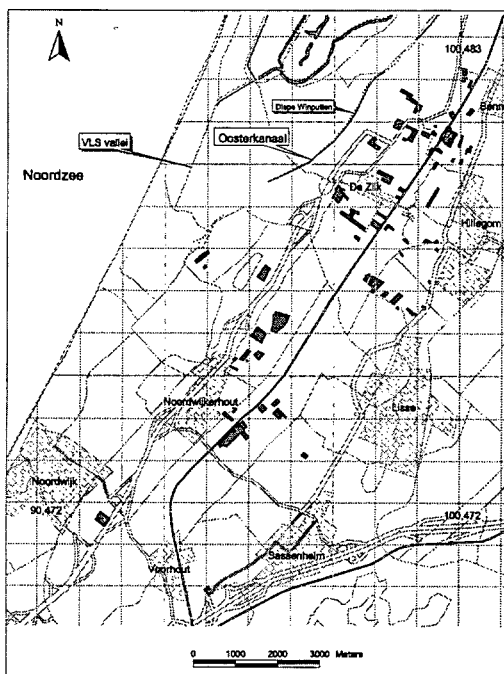 N
100,483
Diepe Winputten
VLS vallei
Oosterkanaal
Noordzee
De Zilk
Hillegom
Noordwijkerhout
Lisse
Noordwijk
90,472
100,472
Sassenheim
Voorhout
0 1000 2000 3000 Meters